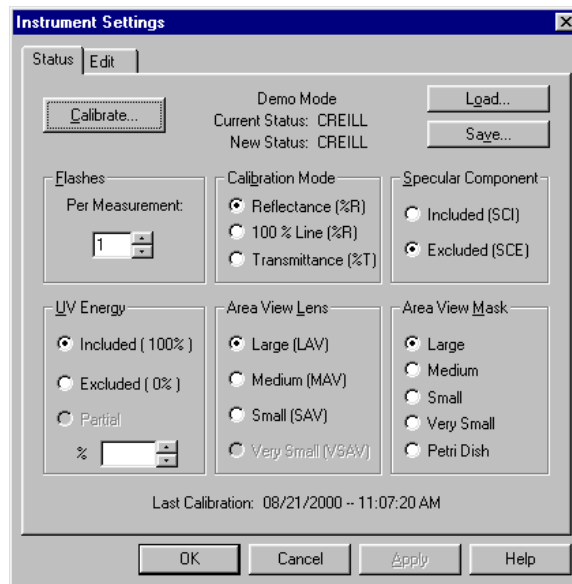 Instrument Settings
Status
Edit
Calibrate...
Demo Mode
Current Status: CREILL
New Status: CREILL
Load...
Save...
Flashes
Per Measurement:
1
Calibration Mode
Reflectance (%R)
100 % Line (%R)
Transmittance (%T)
Specular Component
Included (SCI)
Excluded (SCE)
UV Energy
Included ( 100% )
Excluded ( 0% )
Partial
%
Area View Lens
Large (LAV)
Medium (MAV)
Small (SAV)
Very Small (VSAV)
Area View Mask
Large
Medium
Small
Very Small
Petri Dish
Last Calibration: 08/21/2000 -- 11:07:20 AM
OK
Cancel
Apply
Help